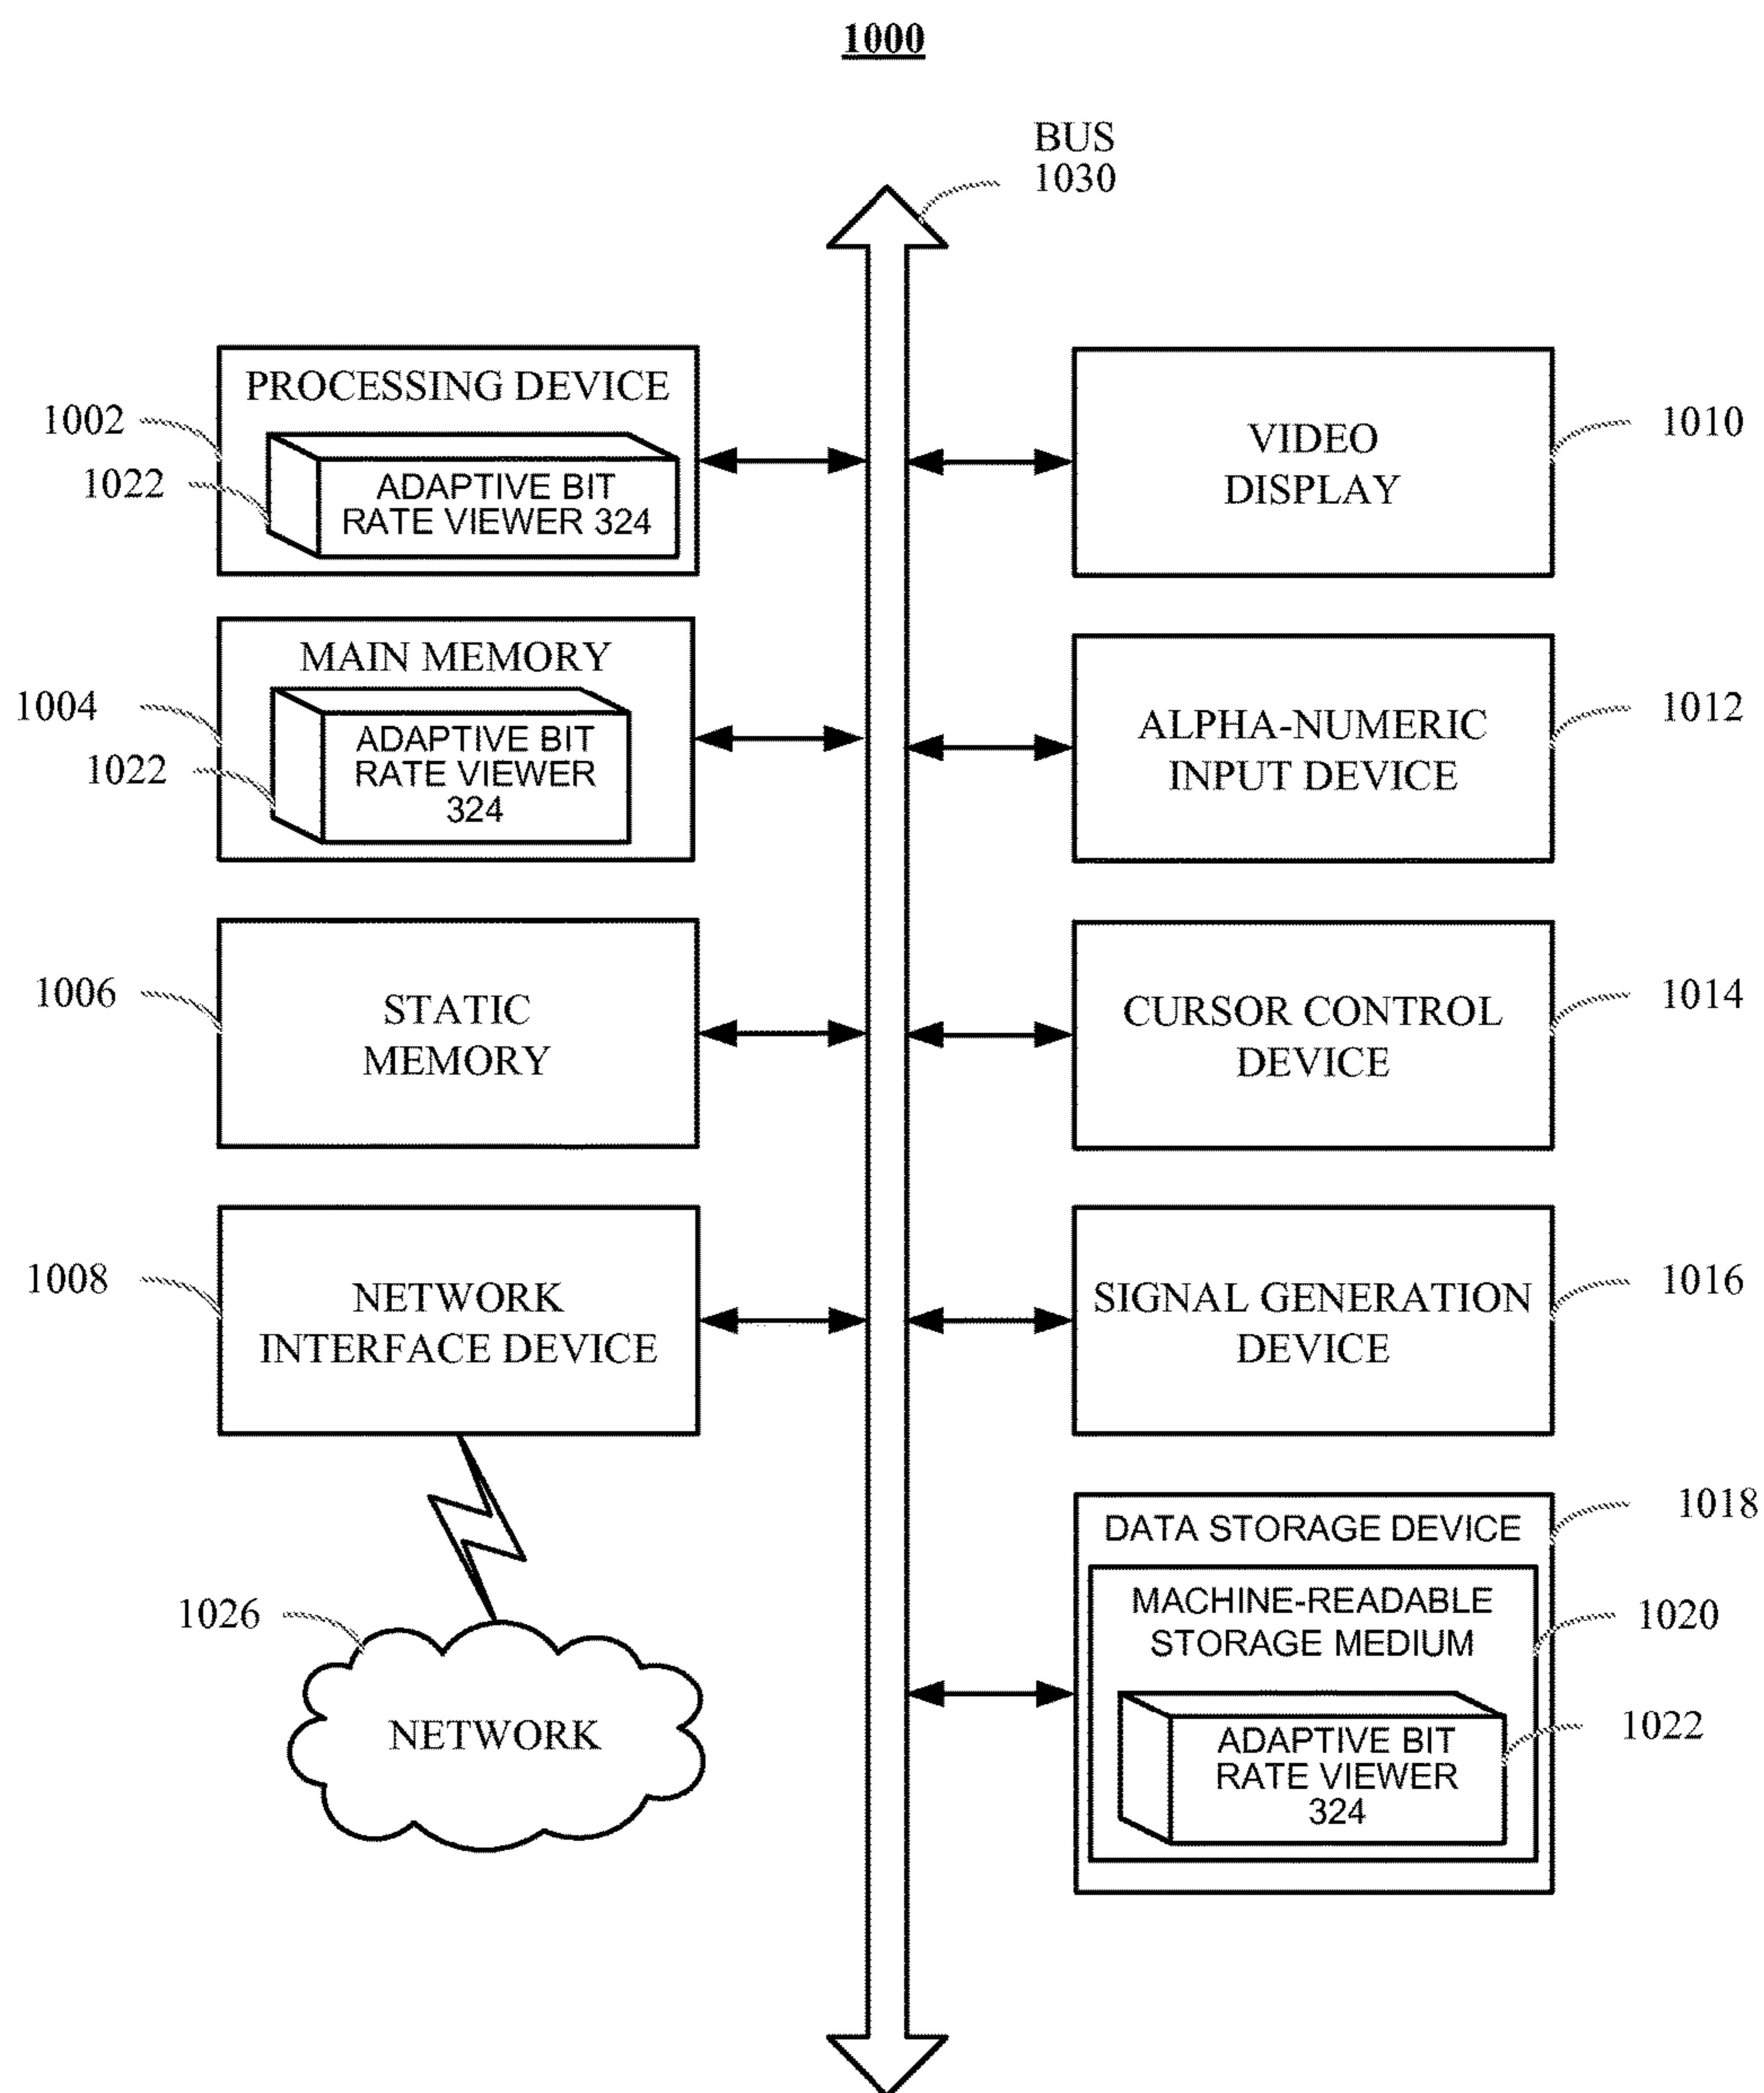 1000
BUS
1030
PROCESSING DEVICE
1002
1022
ADAPTIVE BIT
RATE VIEWER 324
VIDEO
DISPLAY
1010
MAIN MEMORY
1004
1022
ADAPTIVE BIT
RATE VIEWER
324
ALPHA-NUMERIC
INPUT DEVICE
1012
1006
STATIC
MEMORY
CURSOR CONTROL
DEVICE
1014
1008
NETWORK
INTERFACE DEVICE
SIGNAL GENERATION
DEVICE
1016
1026
NETWORK
DATA STORAGE DEVICE
1018
MACHINE-READABLE
STORAGE MEDIUM
1020
ADAPTIVE BIT
RATE VIEWER
324
1022